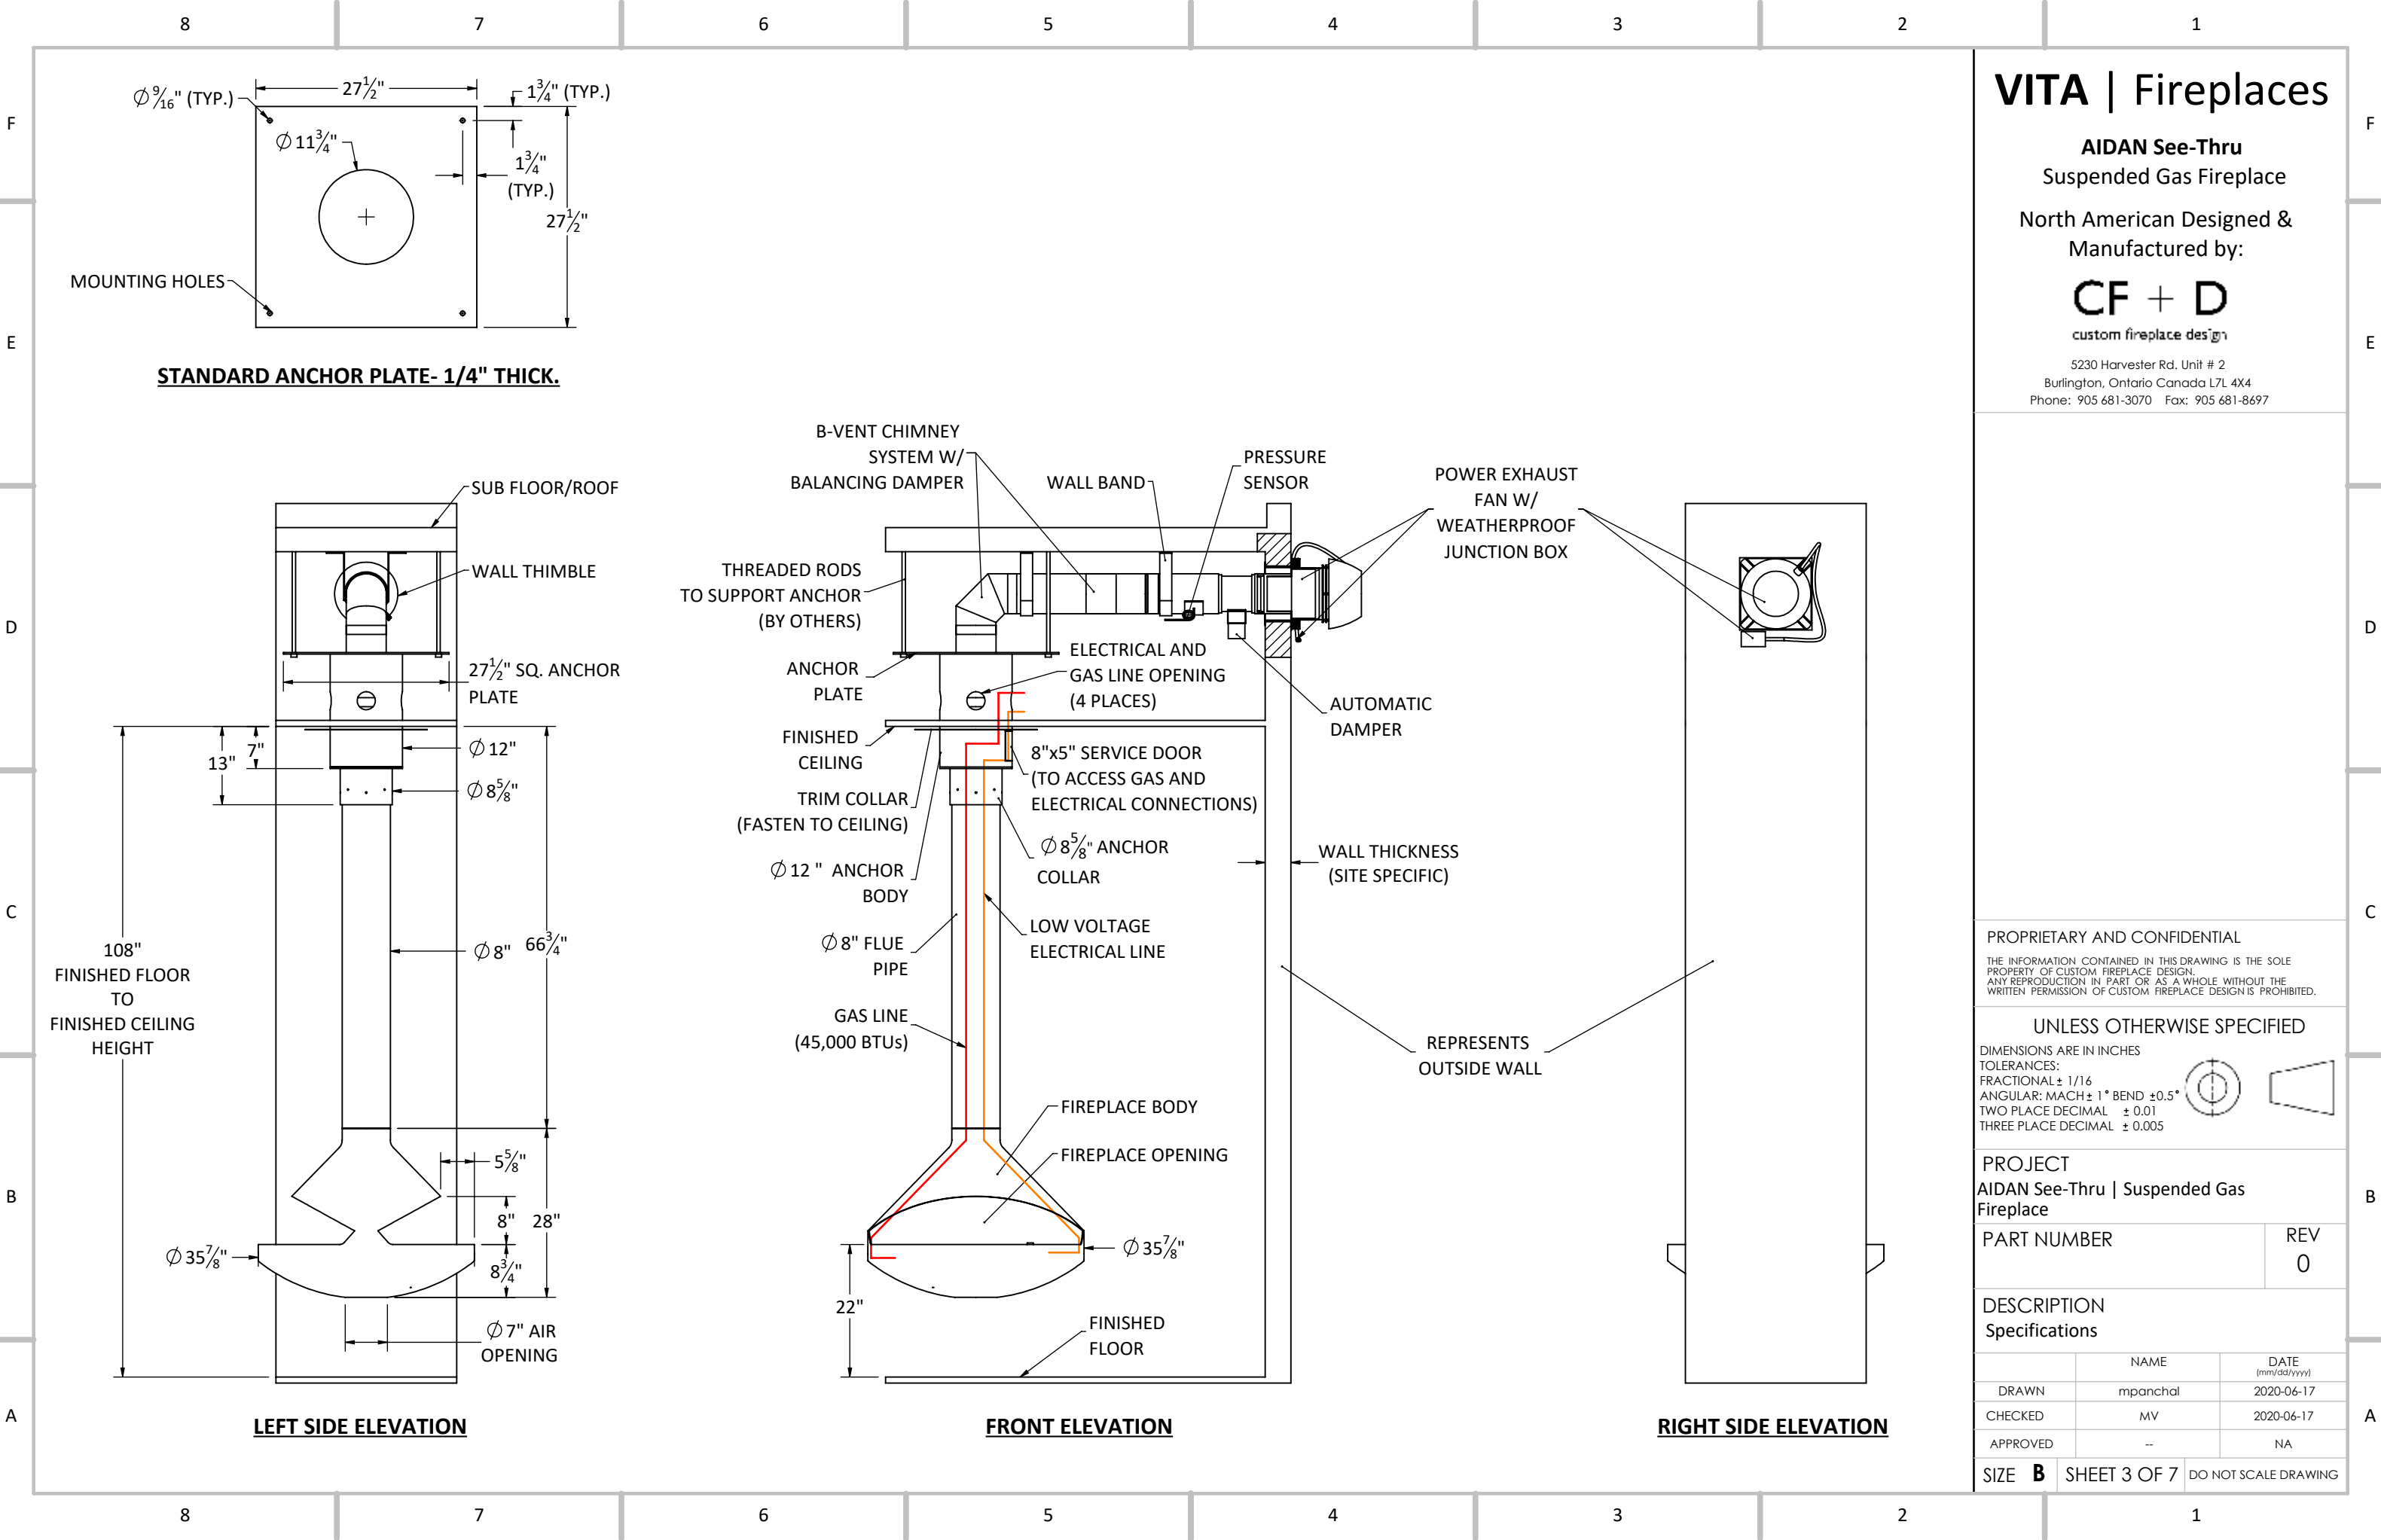 8 7 6 5 4 3 2 1
F
E
D
C
B
A
27 1/2"
Ø 9/16" (TYP.)
1 3/4" (TYP.)
Ø 11 3/4"
1 3/4"
(TYP.)
27 1/2"
MOUNTING HOLES
STANDARD ANCHOR PLATE- 1/4" THICK.
SUB FLOOR/ROOF
WALL THIMBLE
27 1/2" SQ. ANCHOR
PLATE
7"
13"
Ø 12"
Ø 8 5/8"
108"
FINISHED FLOOR
TO
FINISHED CEILING
HEIGHT
Ø 8"
66 3/4"
5 5/8"
8"
28"
Ø 35 7/8"
8 3/4"
Ø 7" AIR
OPENING
LEFT SIDE ELEVATION
B-VENT CHIMNEY
SYSTEM W/
BALANCING DAMPER
WALL BAND
PRESSURE
SENSOR
POWER EXHAUST
FAN W/
WEATHERPROOF
JUNCTION BOX
THREADED RODS
TO SUPPORT ANCHOR
(BY OTHERS)
ANCHOR
PLATE
ELECTRICAL AND
GAS LINE OPENING
(4 PLACES)
AUTOMATIC
DAMPER
FINISHED
CEILING
8"x5" SERVICE DOOR
(TO ACCESS GAS AND
ELECTRICAL CONNECTIONS)
TRIM COLLAR
(FASTEN TO CEILING)
Ø 8 5/8" ANCHOR
COLLAR
Ø 12 " ANCHOR
BODY
WALL THICKNESS
(SITE SPECIFIC)
Ø 8" FLUE
PIPE
LOW VOLTAGE
ELECTRICAL LINE
GAS LINE
(45,000 BTUs)
REPRESENTS
OUTSIDE WALL
FIREPLACE BODY
FIREPLACE OPENING
Ø 35 7/8"
22"
FINISHED
FLOOR
FRONT ELEVATION
RIGHT SIDE ELEVATION
VITA | Fireplaces
AIDAN See-Thru
Suspended Gas Fireplace
North American Designed &
Manufactured by:
CF + D
custom fireplace design
5230 Harvester Rd. Unit # 2
Burlington, Ontario Canada L7L 4X4
Phone: 905 681-3070 Fax: 905 681-8697
PROPRIETARY AND CONFIDENTIAL
THE INFORMATION CONTAINED IN THIS DRAWING IS THE SOLE
PROPERTY OF CUSTOM FIREPLACE DESIGN.
ANY REPRODUCTION IN PART OR AS A WHOLE WITHOUT THE
WRITTEN PERMISSION OF CUSTOM FIREPLACE DESIGN IS PROHIBITED.
UNLESS OTHERWISE SPECIFIED
DIMENSIONS ARE IN INCHES
TOLERANCES:
FRACTIONAL ± 1/16
ANGULAR: MACH ± 1° BEND ±0.5°
TWO PLACE DECIMAL ± 0.01
THREE PLACE DECIMAL ± 0.005
PROJECT
AIDAN See-Thru | Suspended Gas
Fireplace
PART NUMBER
REV
0
DESCRIPTION
Specifications
NAME DATE
(mm/dd/yyyy)
DRAWN mpanchal 2020-06-17
CHECKED MV 2020-06-17
APPROVED -- NA
SIZE B SHEET 3 OF 7 DO NOT SCALE DRAWING
F
E
D
C
B
A
8 7 6 5 4 3 2 1